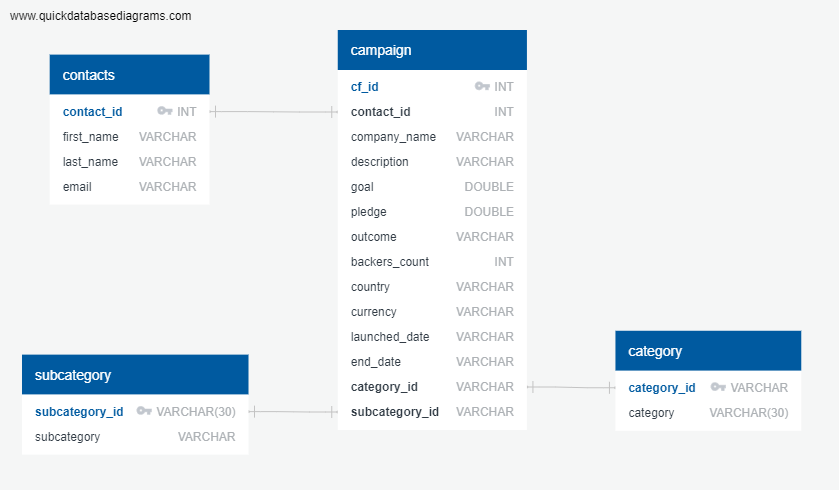 www.quickdatabasediagrams.com
contacts
contact_id INT
first_name VARCHAR
last_name VARCHAR
email VARCHAR
campaign
cf_id INT
contact_id INT
company_name VARCHAR
description VARCHAR
goal DOUBLE
pledge DOUBLE
outcome VARCHAR
backers_count INT
country VARCHAR
currency VARCHAR
launched_date VARCHAR
end_date VARCHAR
category_id VARCHAR
subcategory_id VARCHAR
subcategory
subcategory_id VARCHAR(30)
subcategory VARCHAR
category
category_id VARCHAR
category VARCHAR(30)